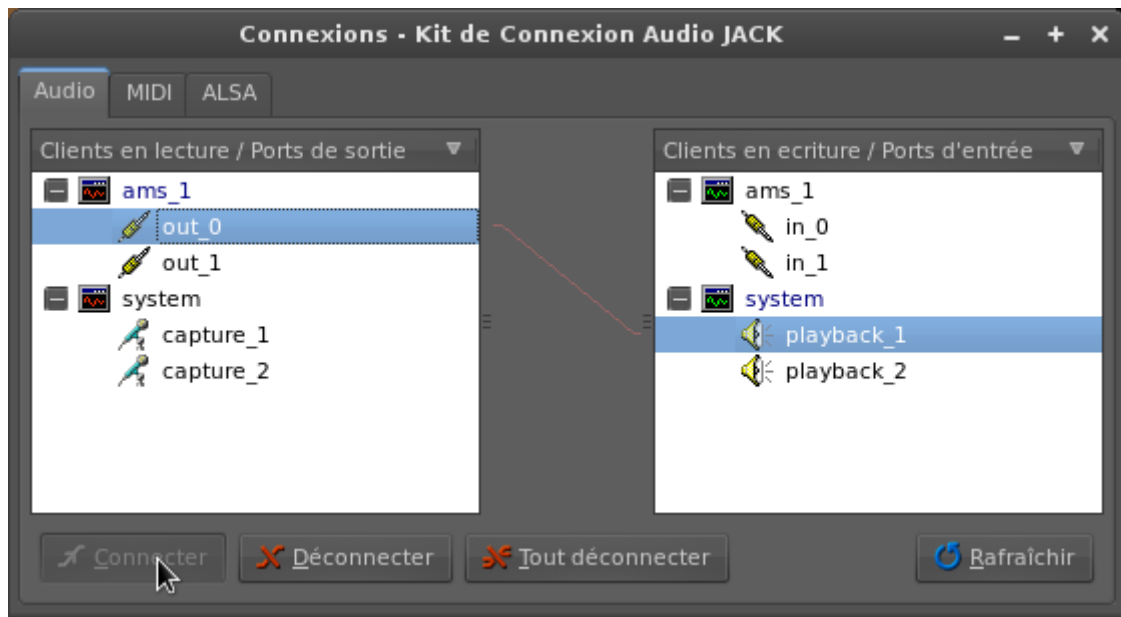 Connexions - Kit de Connexion Audio JACK
Audio MIDI ALSA
Clients en lecture / Ports de sortie
ams_1
out_0
out_1
system
capture_1
capture_2
Clients en ecriture / Ports d'entrée
ams_1
in_0
in_1
system
playback_1
playback_2
Connecter Déconnecter Tout déconnecter Rafraîchir